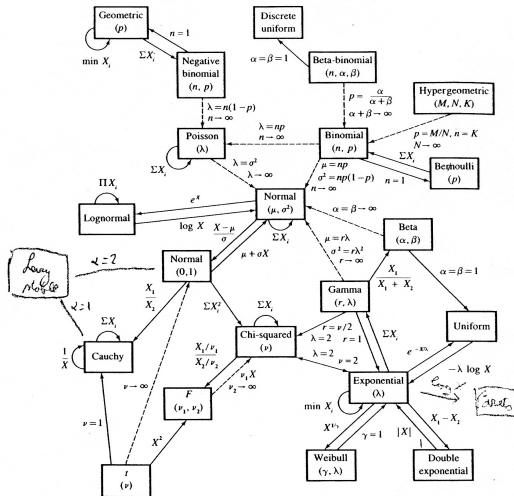 Geometric
(p)
n = 1
min X_i
ΣX_i
Negative
binomial
(n, p)
Discrete
uniform
α = β = 1
Beta-binomial
(n, α, β)
p = α/(α + β)
α + β → ∞
Hypergeometric
(M, N, K)
λ = n(1 − p)
n → ∞
λ = np
n → ∞
p = M/N, n = K
N → ∞
Poisson
(λ)
ΣX_i
Binomial
(n, p)
ΣX_i
Bernoulli
(p)
n = 1
λ = σ²
λ → ∞
μ = np
σ² = np(1 − p)
n → ∞
ΠX_i
Lognormal
e^X
log X
Normal
(μ, σ²)
ΣX_i
α = β → ∞
Beta
(α, β)
(X − μ)/σ
μ + σX
μ = rλ
σ² = rλ²
r → ∞
Levy
stable
α = 2
α = 1
Normal
(0,1)
X_1/X_2
ΣX_i²
Gamma
(r, λ)
X_1/(X_1 + X_2)
α = β = 1
ΣX_i
1/X
Cauchy
ΣX_i
Chi-squared
(ν)
r = ν/2
λ = 2
r = 1
ΣX_i
Uniform
e^{−X/λ}
−λ log X
λ = 2
ν = 2
ν → ∞
(X_1/ν_1)/(X_2/ν_2)
ν_1X
ν_2 → ∞
F
(ν_1, ν_2)
Exponential
(λ)
min X_i
Pareto
ν = 1
X²
t
(ν)
X^{1/γ}
γ = 1
|X|
X_1 − X_2
Weibull
(γ, λ)
Double
exponential